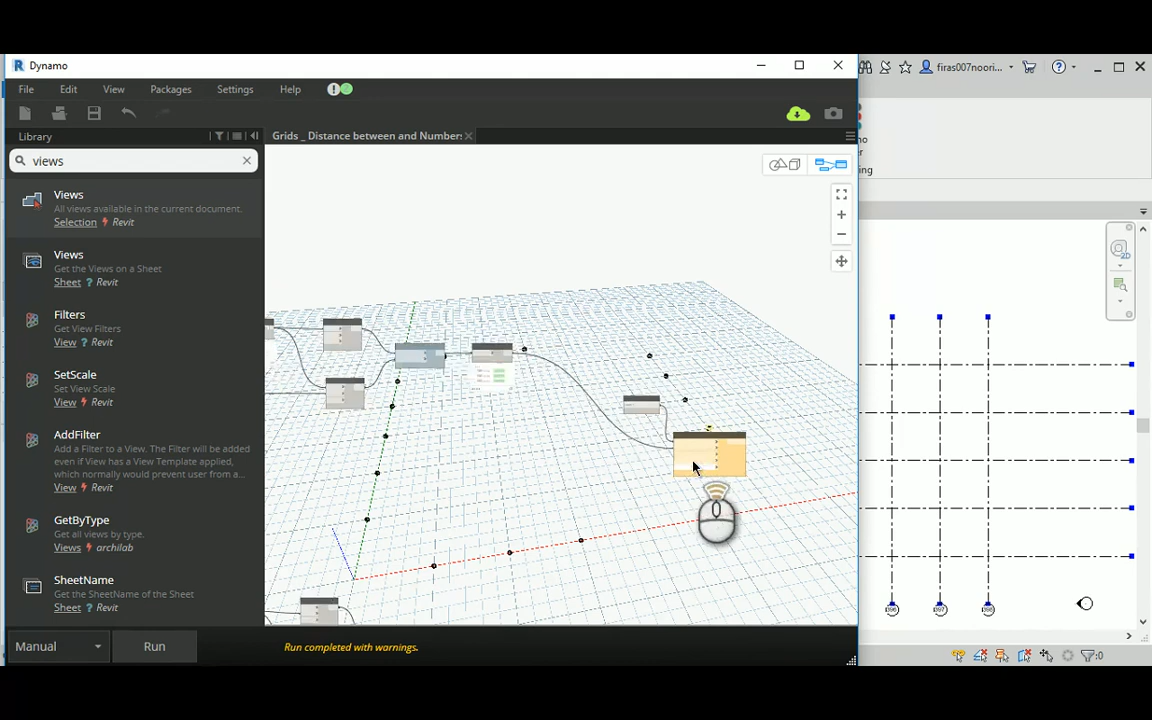 Dynamo
firas007noori...
File Edit View Packages Settings Help
Library
Grids _ Distance between and Number:
views
Views
All views available in the current document.
Selection Revit
Views
Get the Views on a Sheet
Sheet ? Revit
Filters
Get View Filters
View ? Revit
SetScale
Set View Scale
View Revit
AddFilter
Add a Filter to a View. The Filter will be added
even if View has a View Template applied,
which normally would prevent user from a...
View Revit
GetByType
Get all views by type.
Views archilab
SheetName
Get the SheetName of the Sheet
Sheet ? Revit
Manual
Run
Run completed with warnings.
2D
:0